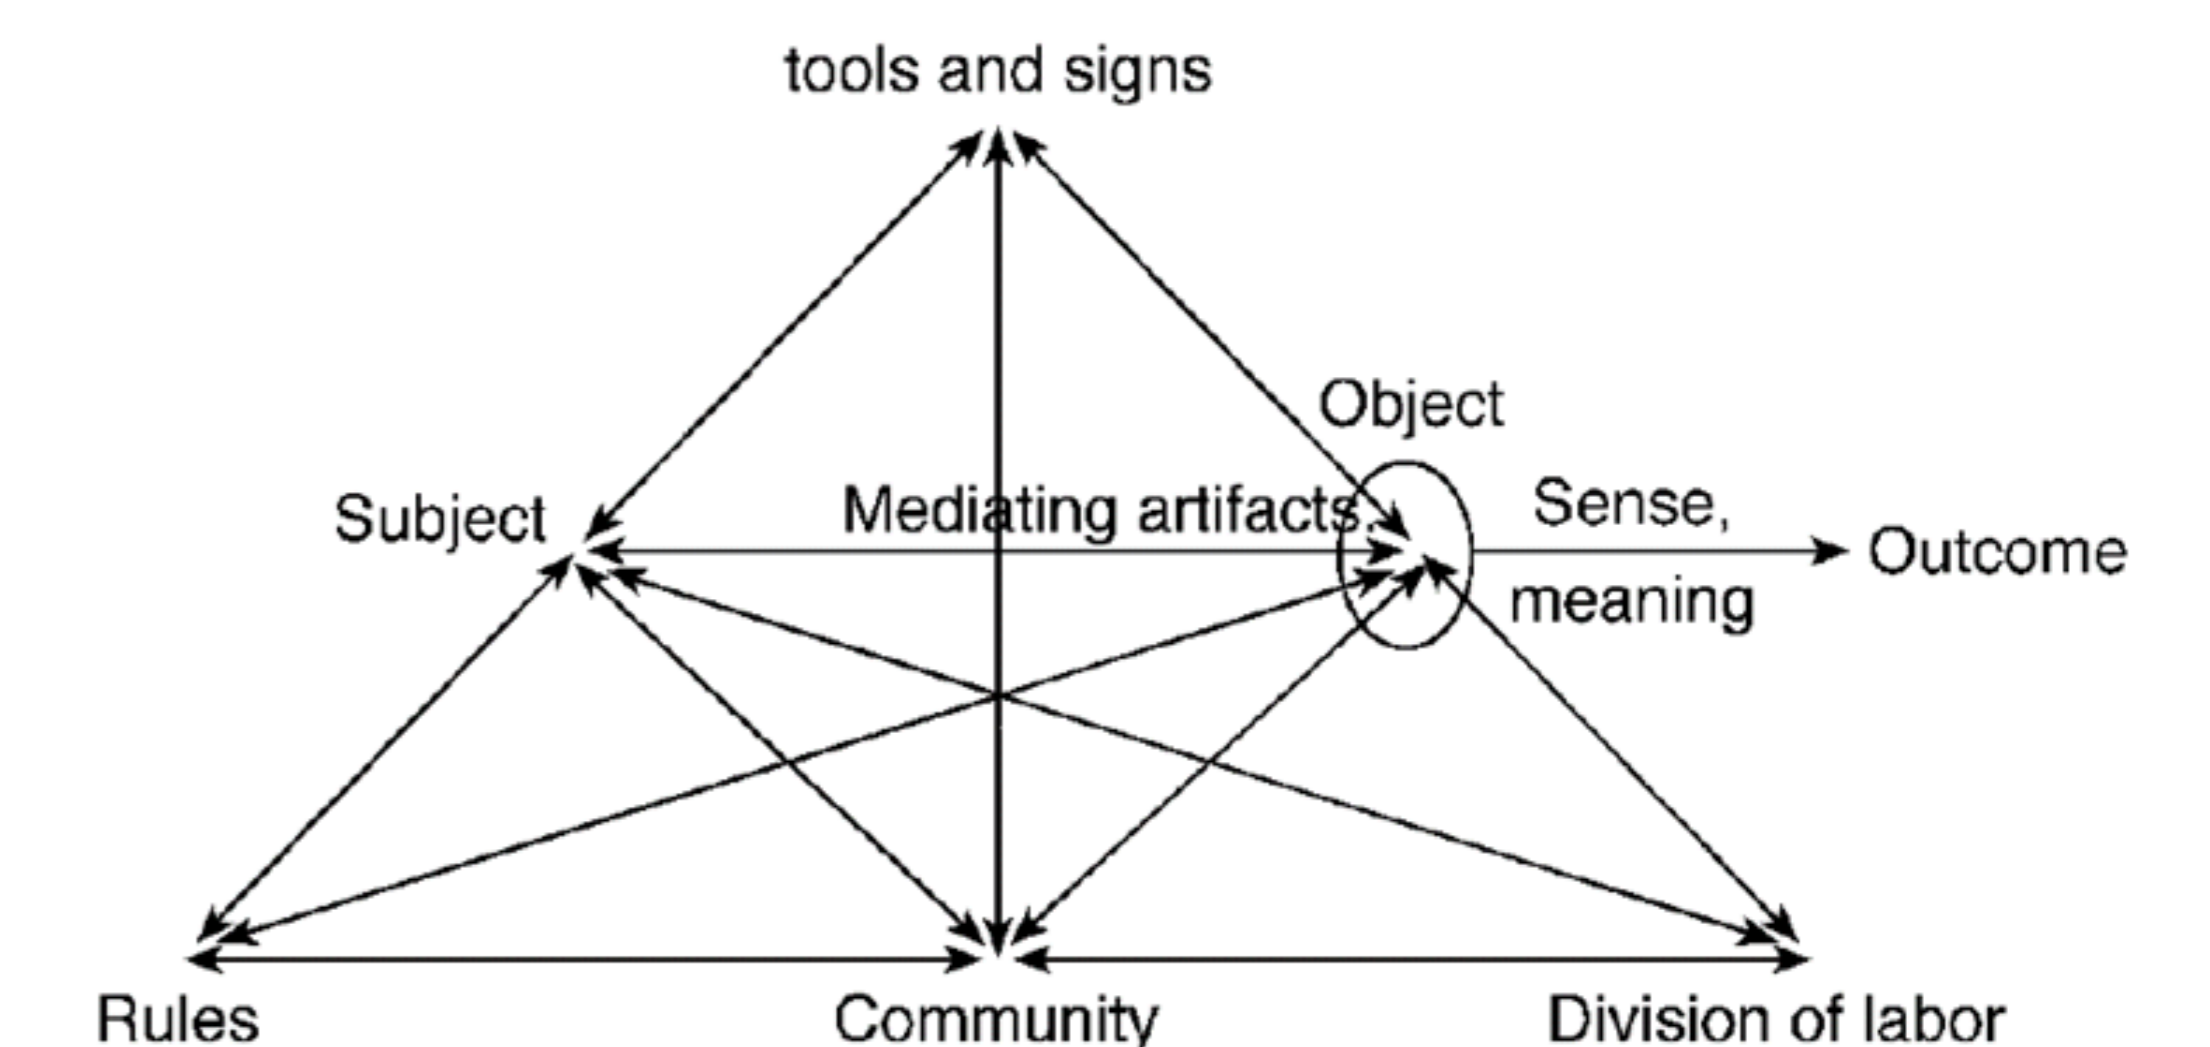 tools and signs
Object
Subject
Mediating artifacts,
Sense,
meaning
Outcome
Rules
Community
Division of labor